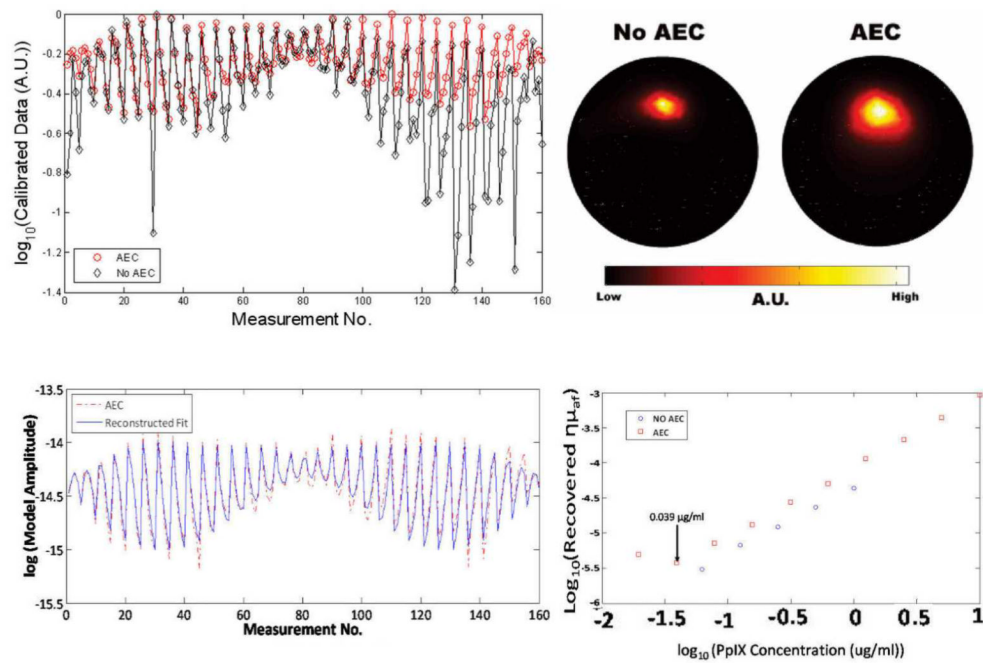 log10(Calibrated Data (A.U.))
0
-0.2
-0.4
-0.6
-0.8
-1
-1.2
-1.4
AEC
No AEC
0 20 40 60 80 100 120 140 160
Measurement No.
No AEC AEC
Low A.U. High
log (Model Amplitude)
-13.5
-14
-14.5
-15
-15.5
AEC
Reconstructed Fit
0 20 40 60 80 100 120 140 160
Measurement No.
Log10(Recovered ημaf)
-3
-3.5
-4
-4.5
-5
-5.5
-6
NO AEC
AEC
0.039 μg/ml
-2 -1.5 -1 -0.5 0 0.5 1
log10 (PpIX Concentration (ug/ml))